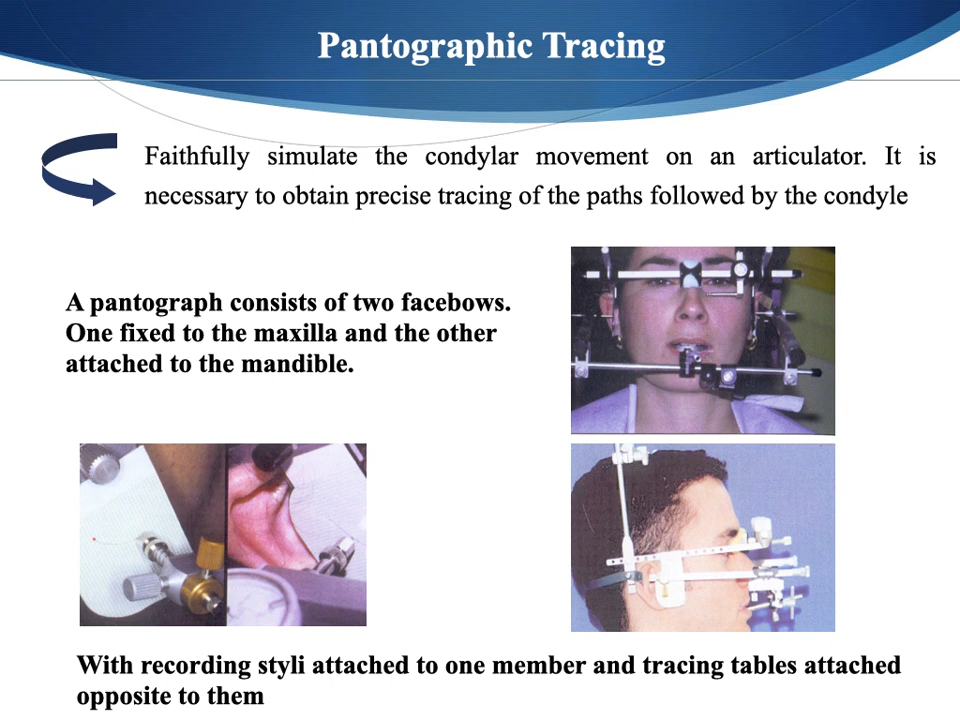 Pantographic Tracing
Faithfully simulate the condylar movement on an articulator. It is
necessary to obtain precise tracing of the paths followed by the condyle
A pantograph consists of two facebows.
One fixed to the maxilla and the other
attached to the mandible.
With recording styli attached to one member and tracing tables attached
opposite to them